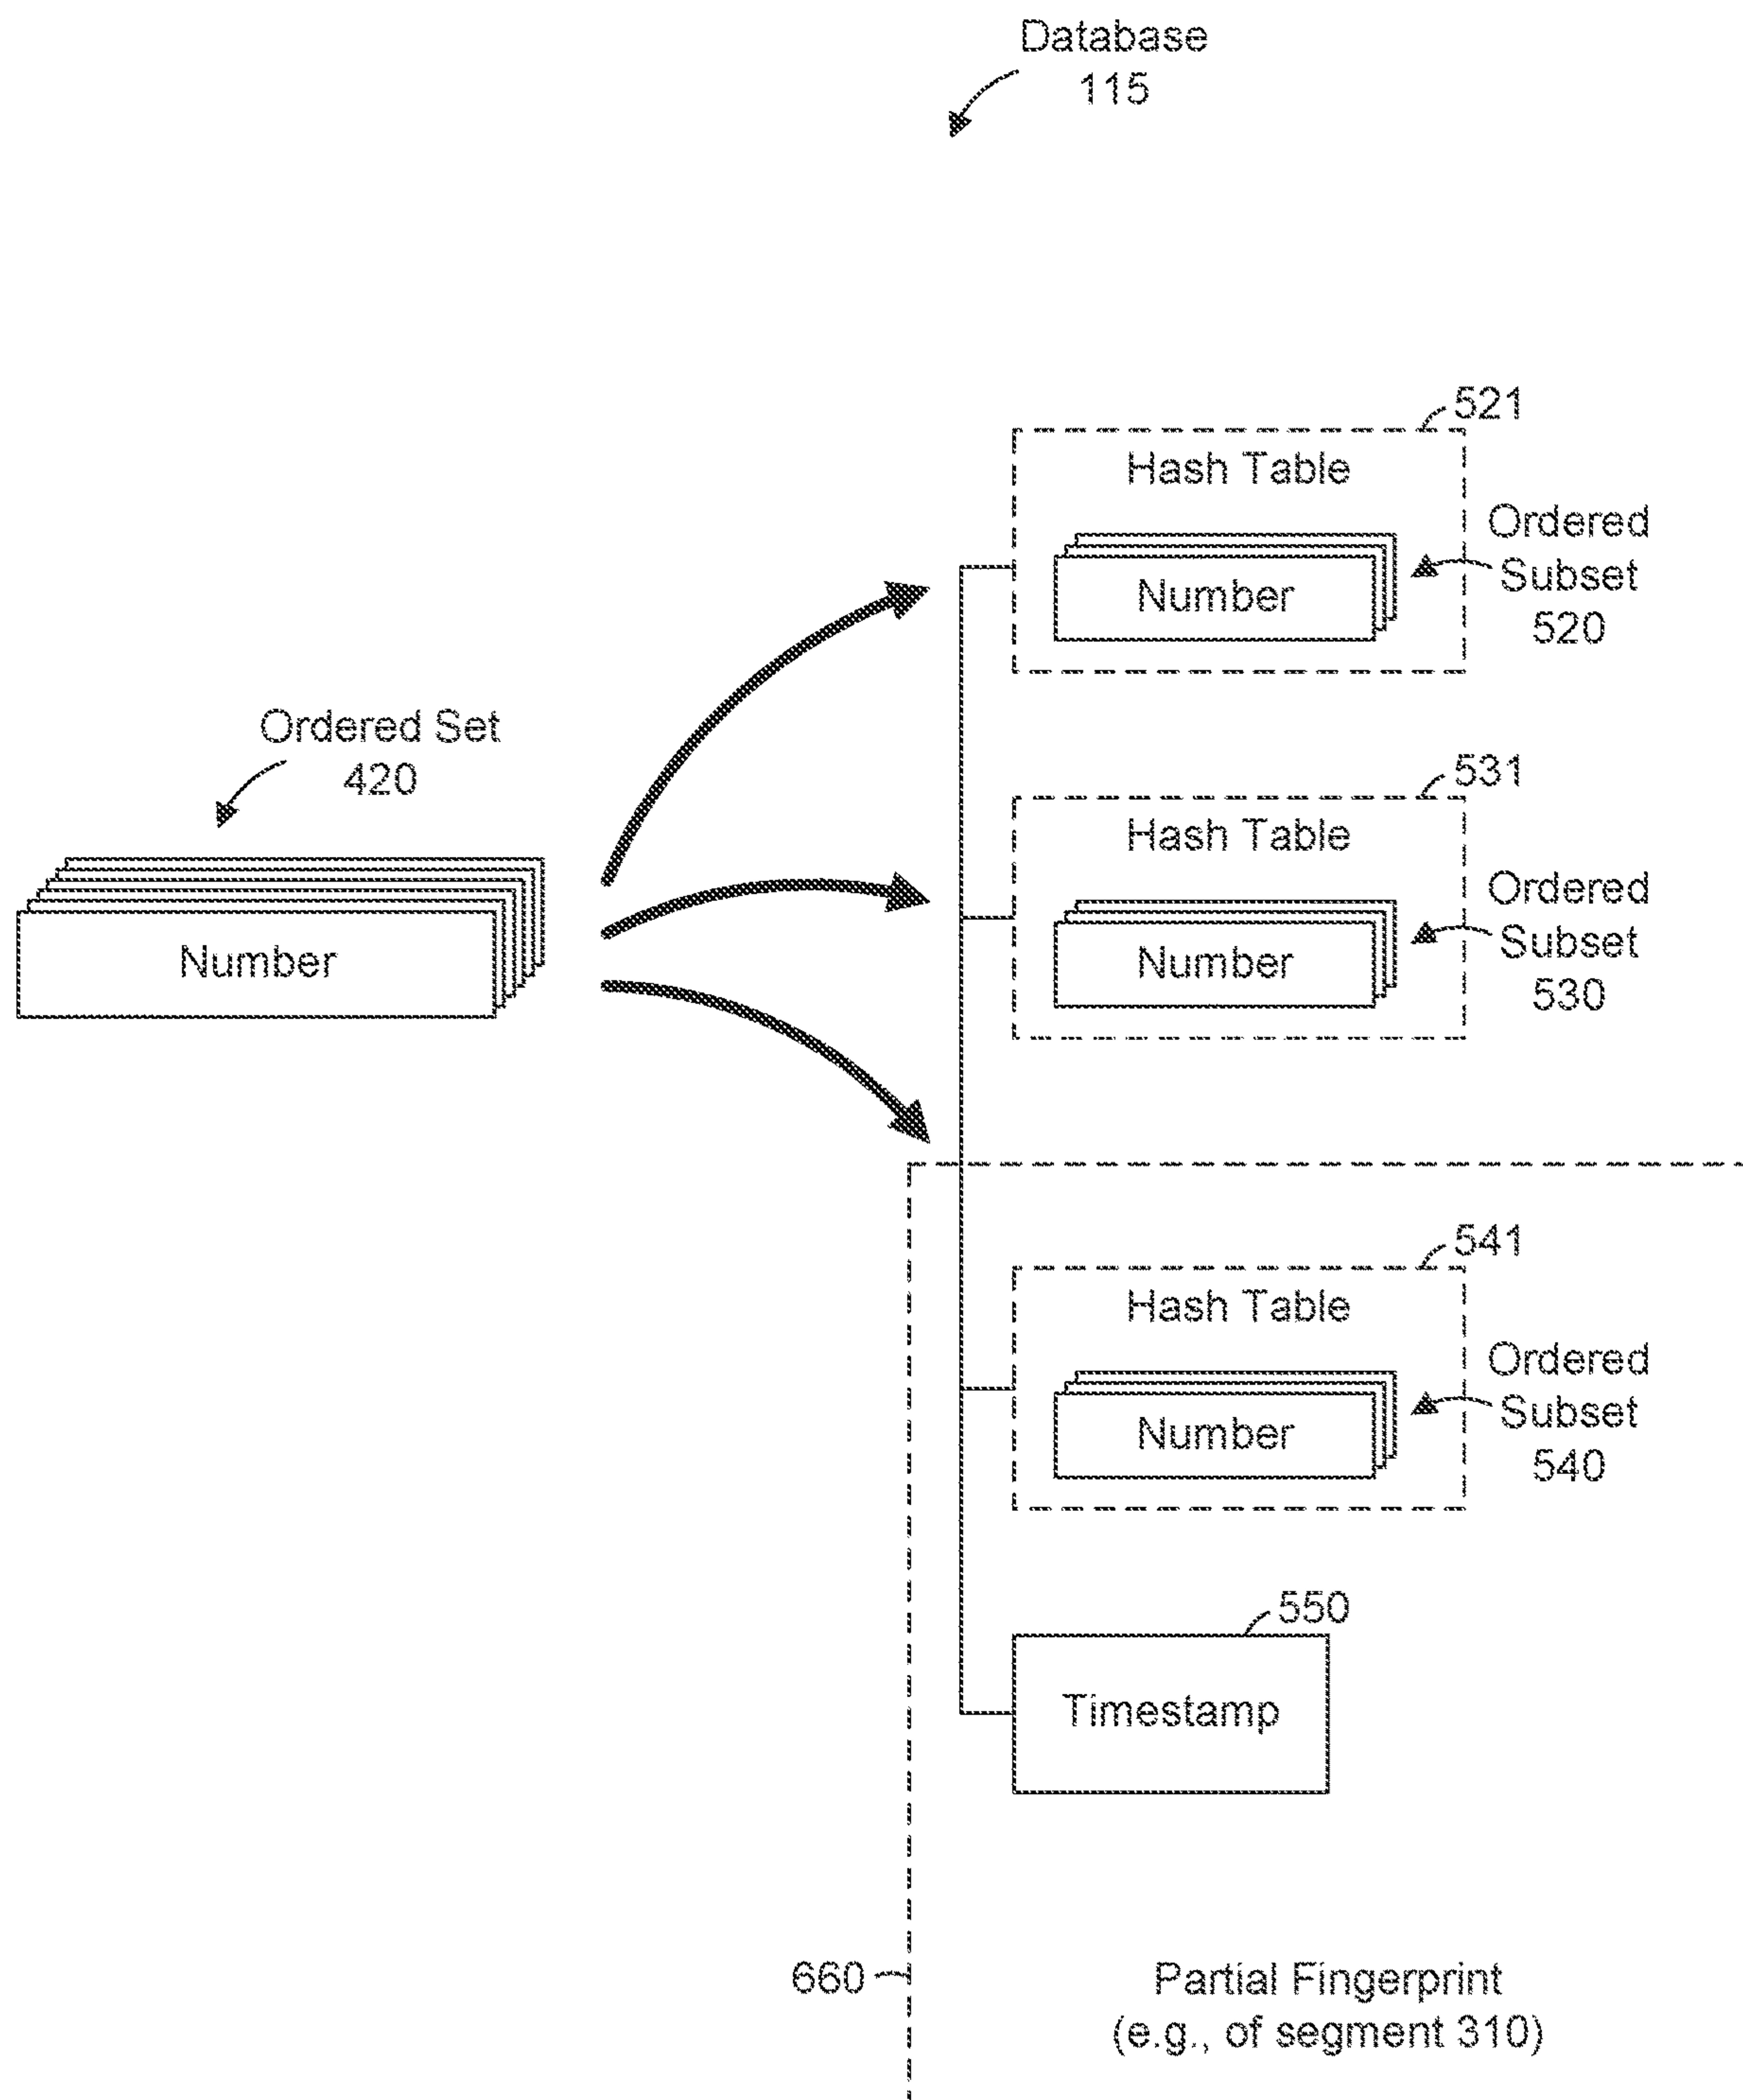 Database
115
521
Hash Table
Number
Ordered
Subset
520
Ordered Set
420
Number
531
Hash Table
Number
Ordered
Subset
530
541
Hash Table
Number
Ordered
Subset
540
550
Timestamp
660
Partial Fingerprint
(e.g., of segment 310)